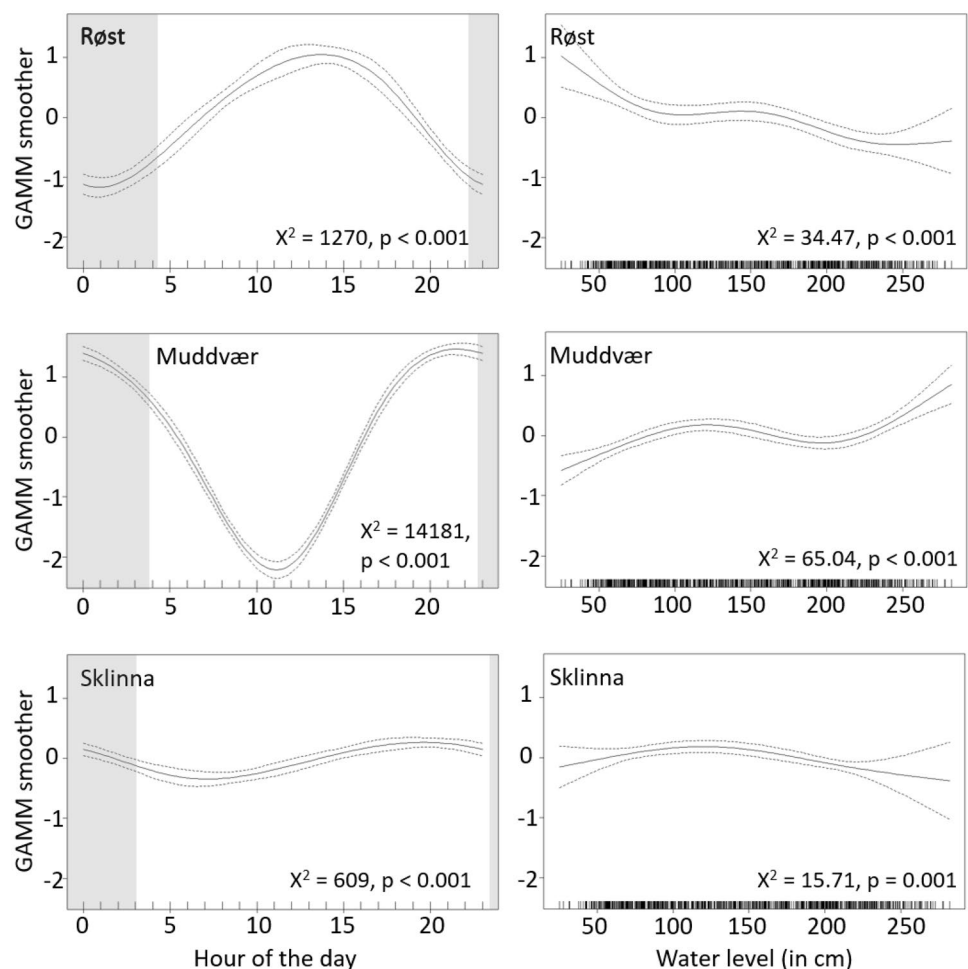 Røst
GAMM smoother
1
0
-1
-2
X² = 1270, p < 0.001
0 5 10 15 20
Røst
1
0
-1
-2
X² = 34.47, p < 0.001
50 100 150 200 250
Muddvær
GAMM smoother
1
0
-1
-2
X² = 14181,
p < 0.001
0 5 10 15 20
Muddvær
1
0
-1
-2
X² = 65.04, p < 0.001
50 100 150 200 250
Sklinna
GAMM smoother
1
0
-1
-2
X² = 609, p < 0.001
0 5 10 15 20
Hour of the day
Sklinna
1
0
-1
-2
X² = 15.71, p = 0.001
50 100 150 200 250
Water level (in cm)